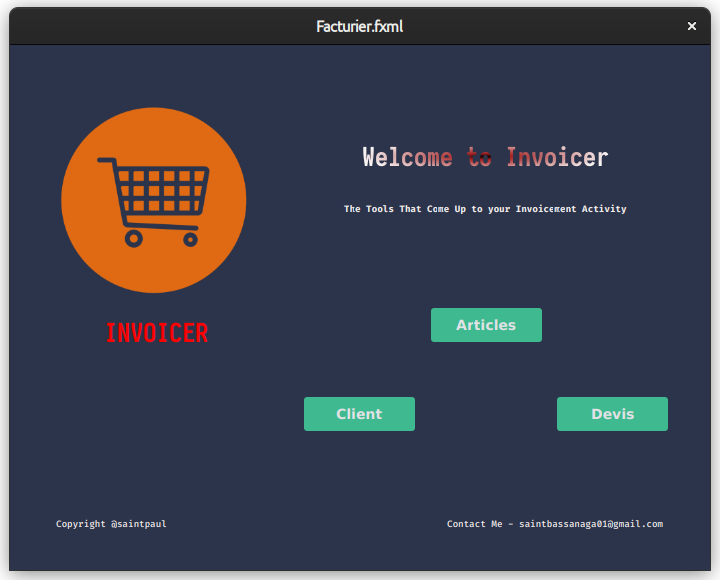 Facturier.fxml
Welcome to Invoicer
The Tools That Come Up to your Invoicement Activity
INVOICER
Articles
Client
Devis
Copyright @saintpaul
Contact Me - saintbassanaga01@gmail.com